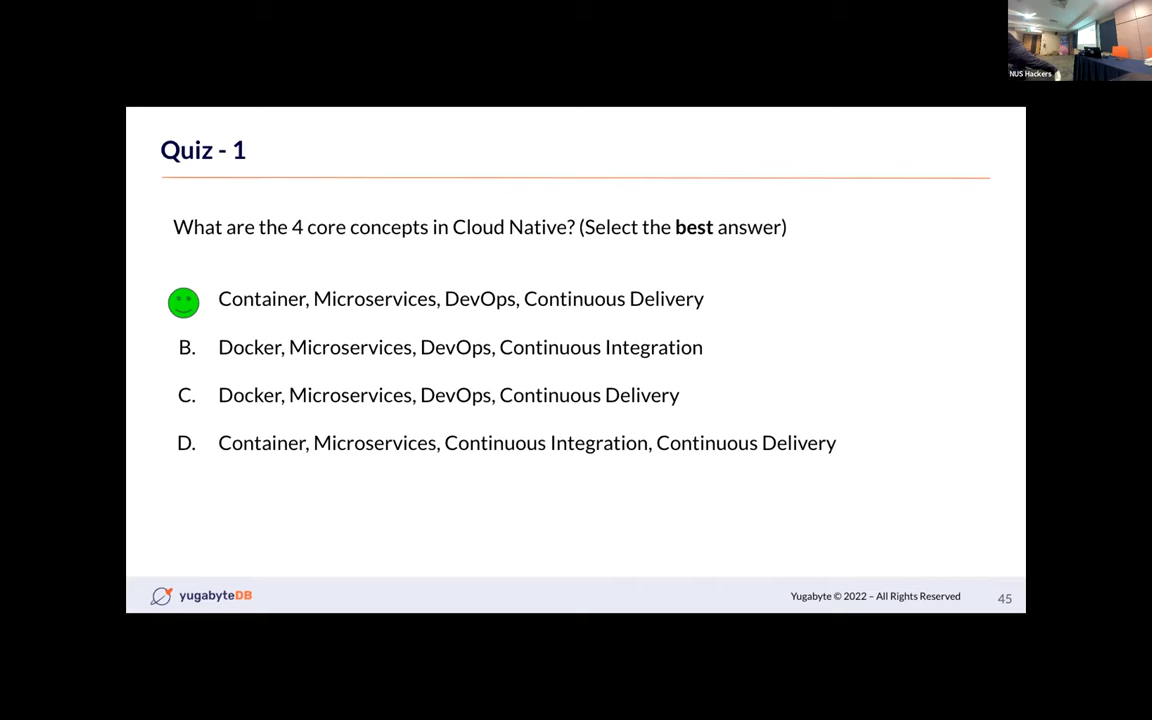 NUS Hackers
Quiz - 1
What are the 4 core concepts in Cloud Native? (Select the best answer)
Container, Microservices, DevOps, Continuous Delivery
B. Docker, Microservices, DevOps, Continuous Integration
C. Docker, Microservices, DevOps, Continuous Delivery
D. Container, Microservices, Continuous Integration, Continuous Delivery
yugabyteDB
Yugabyte © 2022 – All Rights Reserved
45